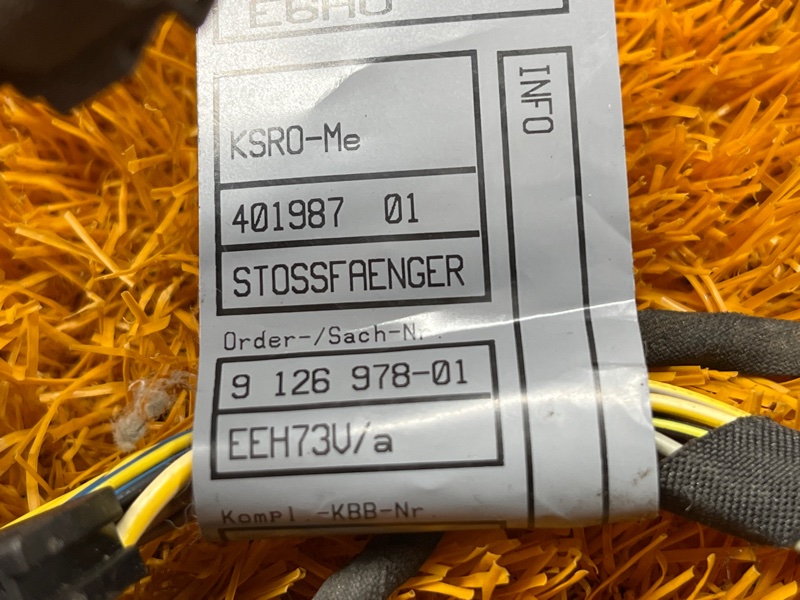 KSRO-Me
401987 01
STOSSFAENGER
Order-/Sach-Nr.
9 126 978-01
EEH73V/a
Kompl.-KBB-Nr
INFO